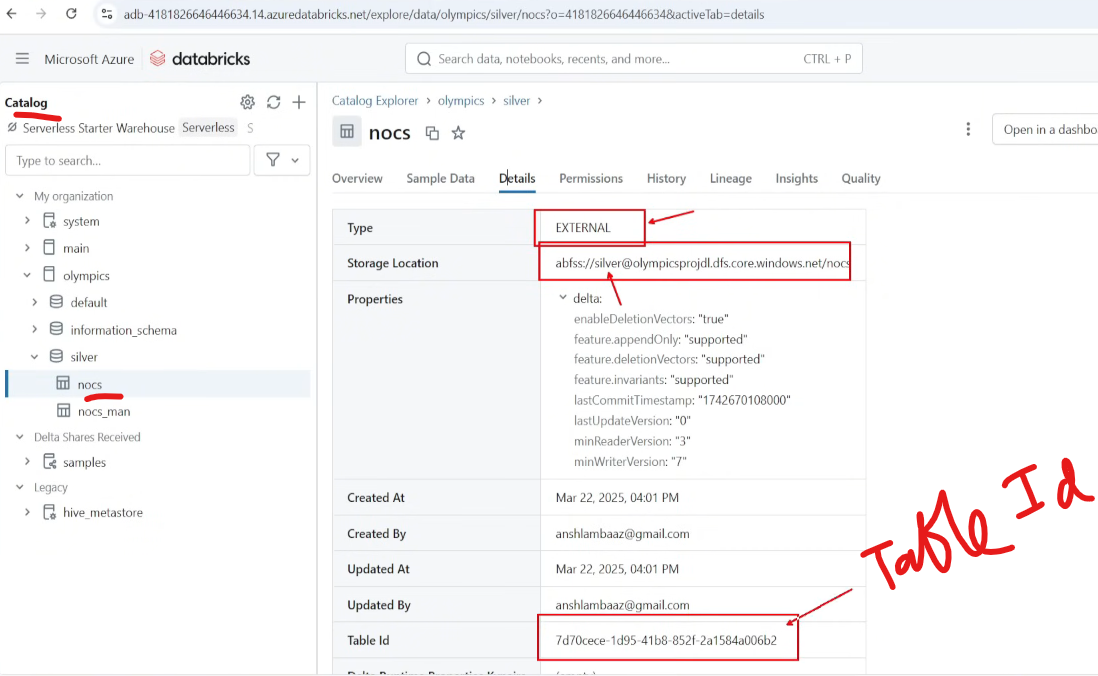 adb-4181826646446634.14.azuredatabricks.net/explore/data/olympics/silver/nocs?o=4181826646446634&activeTab=details
Microsoft Azure databricks
Search data, notebooks, recents, and more... CTRL + P
Catalog
Serverless Starter Warehouse Serverless S
Type to search...
My organization
system
main
olympics
default
information_schema
silver
nocs
nocs_man
Delta Shares Received
samples
Legacy
hive_metastore
Catalog Explorer > olympics > silver >
nocs
Open in a dashbo
Overview Sample Data Details Permissions History Lineage Insights Quality
Type EXTERNAL
Storage Location abfss://silver@olympicsprojdl.dfs.core.windows.net/nocs
Properties delta:
enableDeletionVectors: "true"
feature.appendOnly: "supported"
feature.deletionVectors: "supported"
feature.invariants: "supported"
lastCommitTimestamp: "1742670108000"
lastUpdateVersion: "0"
minReaderVersion: "3"
minWriterVersion: "7"
Created At Mar 22, 2025, 04:01 PM
Created By anshlambaaz@gmail.com
Updated At Mar 22, 2025, 04:01 PM
Updated By anshlambaaz@gmail.com
Table Id 7d70cece-1d95-41b8-852f-2a1584a006b2
Table Id